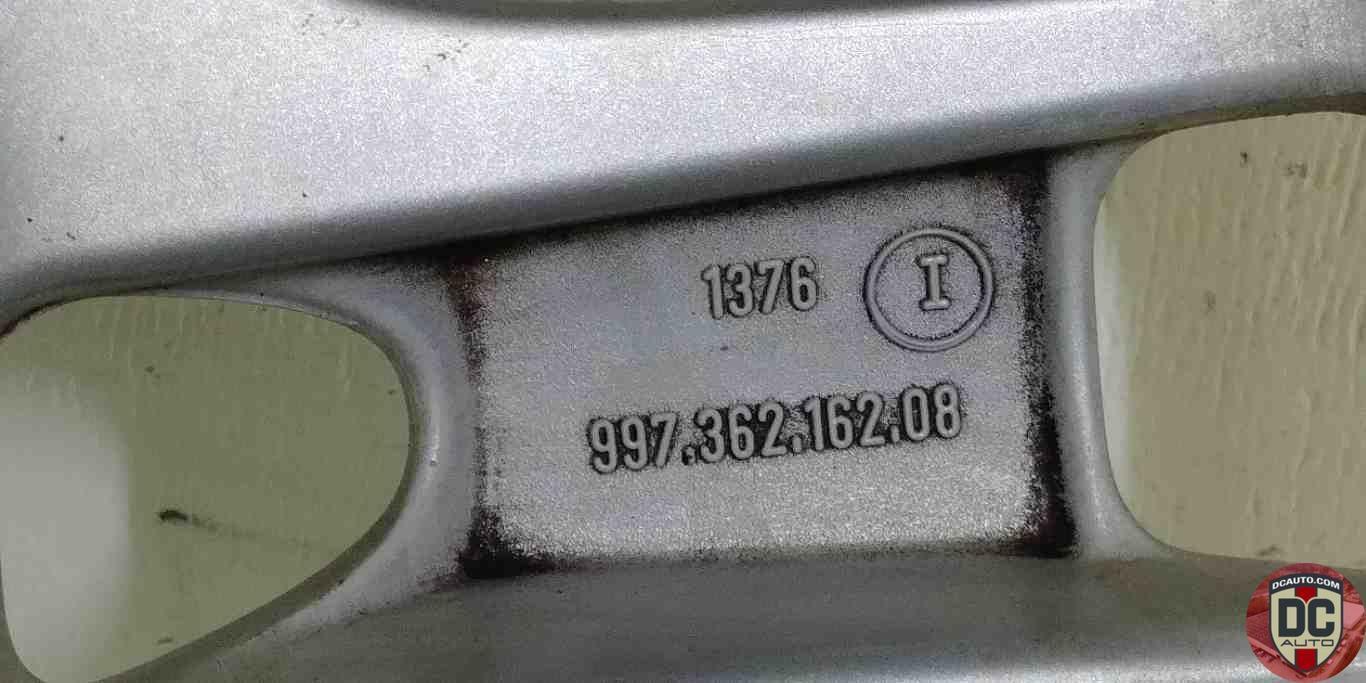 1376 I
997.362.162.08
DCAUTO.COM
DC
AUTO